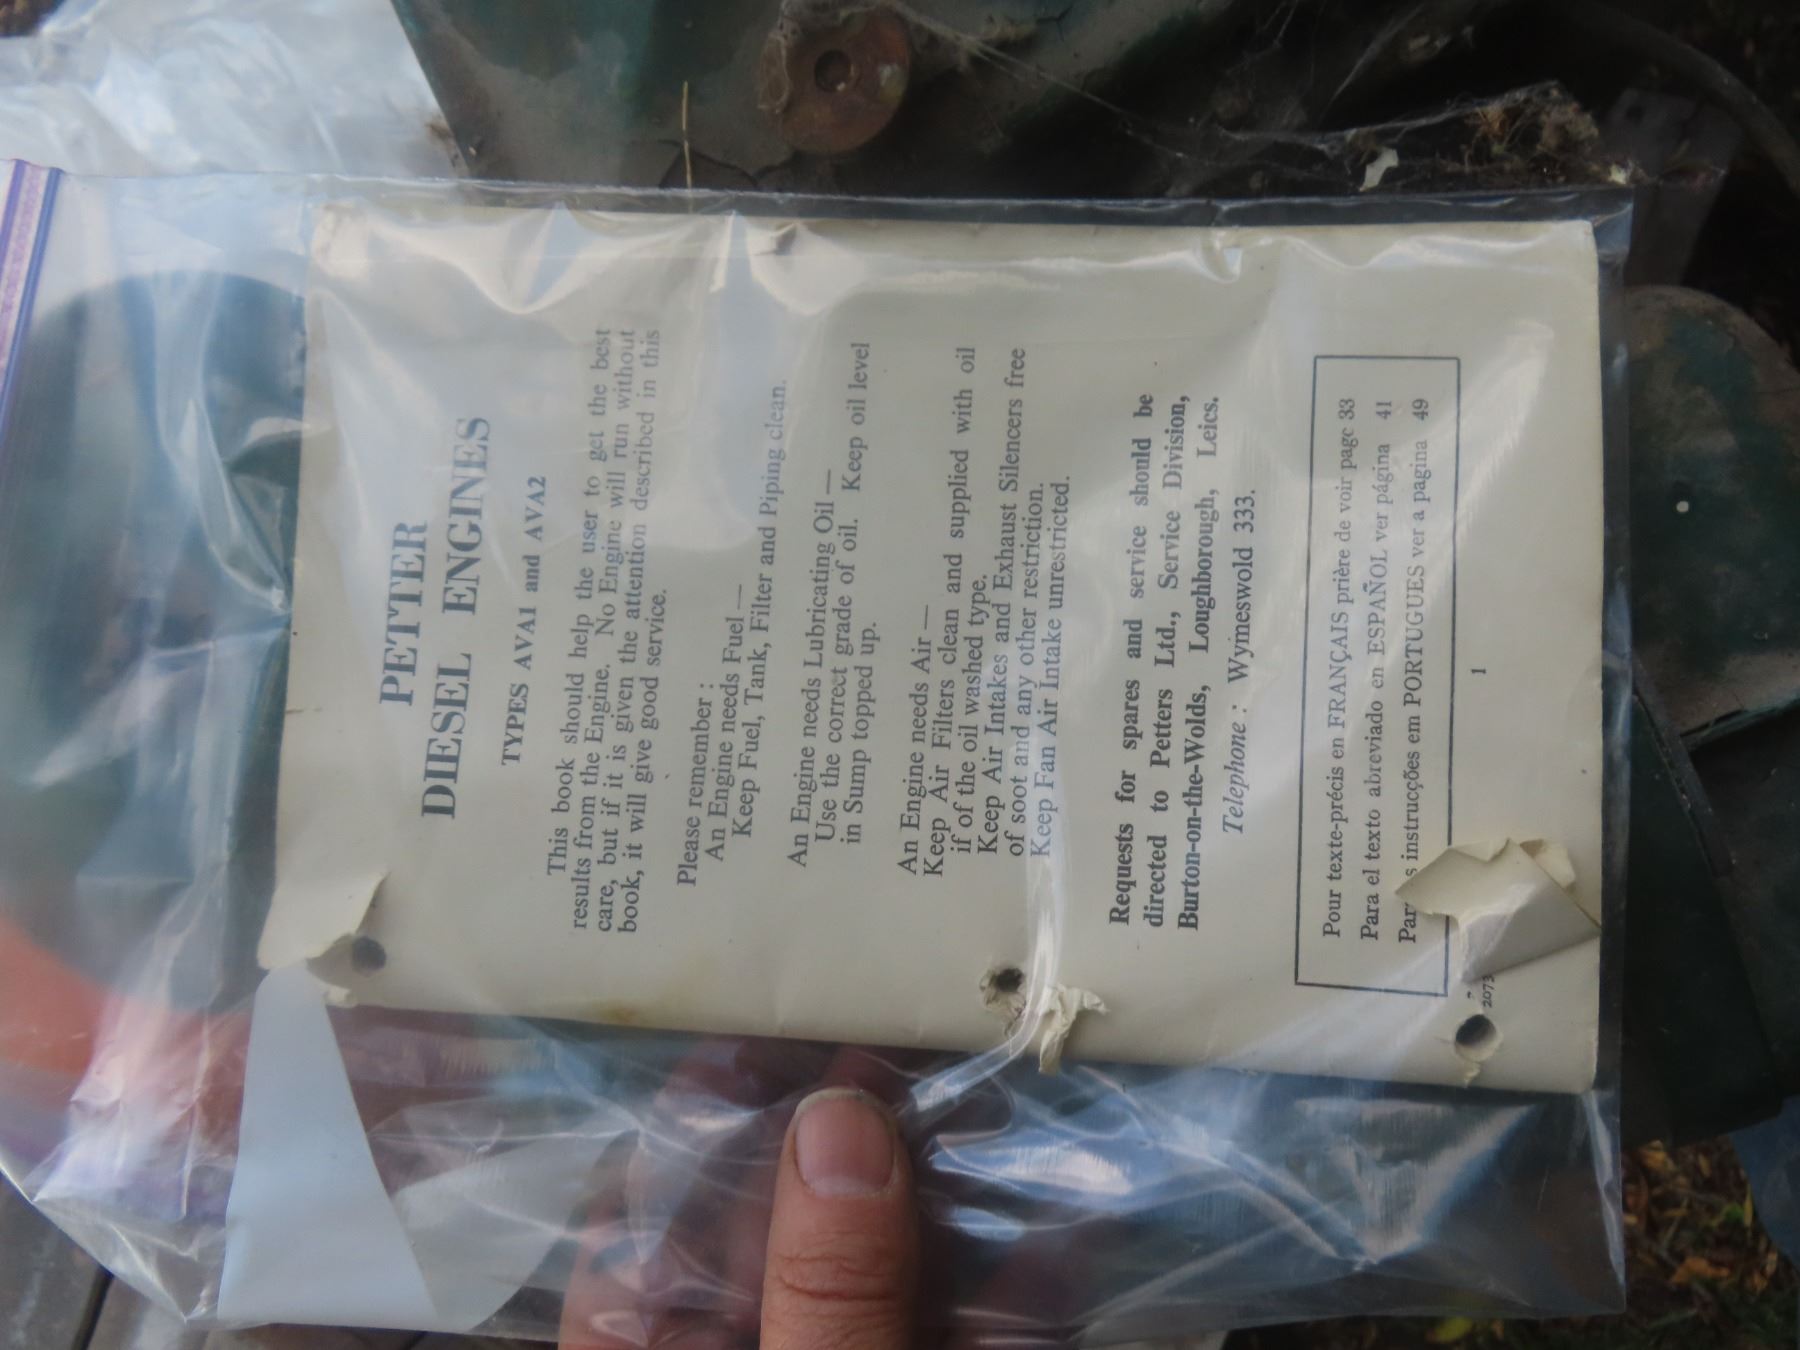 PETTER
DIESEL ENGINES
TYPES AVA1 and AVA2
This book should help the user to get the best
results from the Engine. No Engine will run without
care, but if it is given the attention described in this
book, it will give good service.
Please remember :
An Engine needs Fuel—
Keep Fuel, Tank, Filter and Piping clean.
An Engine needs Lubricating Oil—
Use the correct grade of oil. Keep oil level
in Sump topped up.
An Engine needs Air—
Keep Air Filters clean and supplied with oil
if of the oil washed type.
Keep Air Intakes and Exhaust Silencers free
of soot and any other restriction.
Keep Fan Air Intake unrestricted.
Requests for spares and service should be
directed to Petters Ltd., Service Division,
Burton-on-the-Wolds, Loughborough, Leics.
Telephone : Wymeswold 333.
Pour texte-précis en FRANÇAIS prière de voir page 33
Para el texto abreviado en ESPAÑOL ver página 41
instrucções em PORTUGUES ver a pagina 49
1